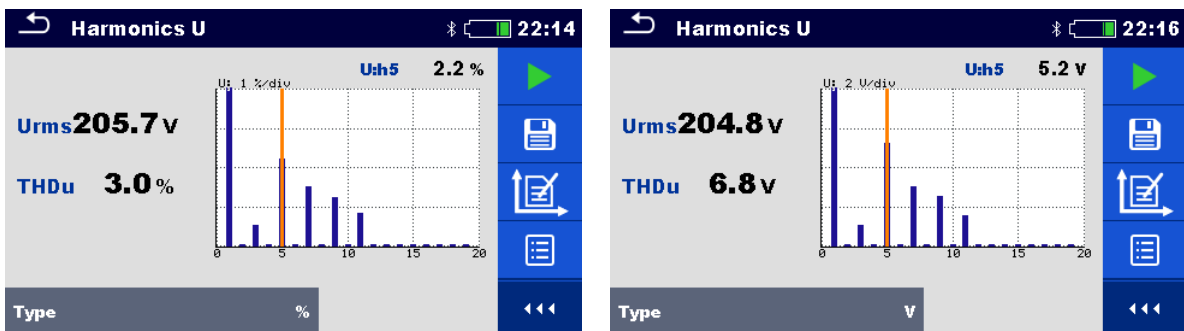 Harmonics U 22:14
U:h5 2.2 %
U: 1 %/div
Urms 205.7 V
THDu 3.0 %
0 5 10 15 20
Type %
Harmonics U 22:16
U:h5 5.2 V
U: 2 V/div
Urms 204.8 V
THDu 6.8 V
0 5 10 15 20
Type V